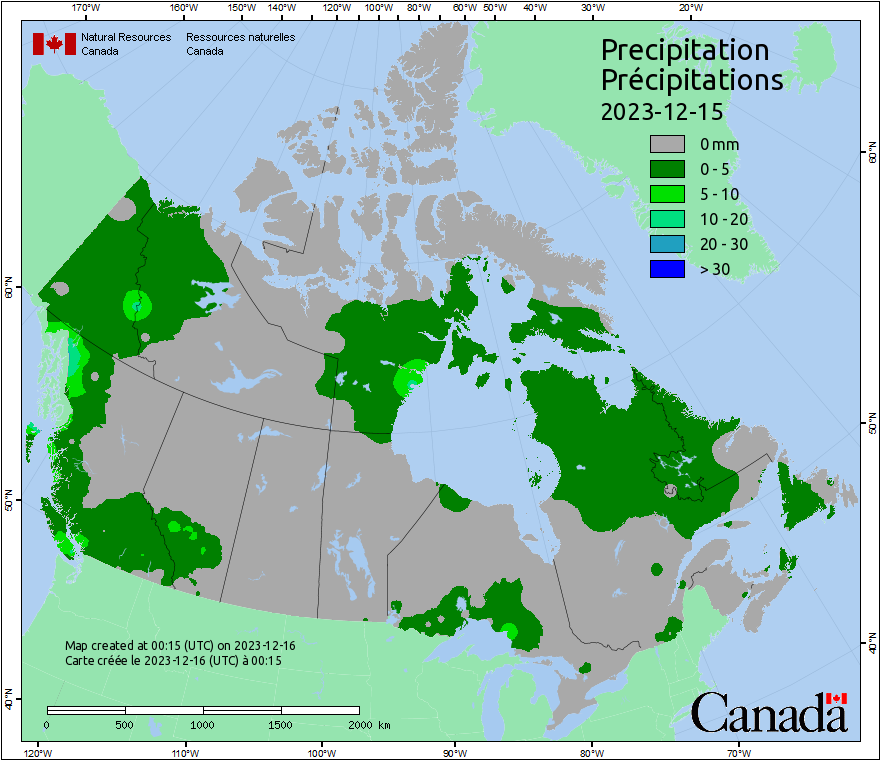 170°W 160°W 150°W 140°W 130°W 120°W 110°W 100°W 90°W 80°W 60°W 50°W 40°W 30°W 20°W
Natural Resources Ressources naturelles
Canada Canada
Precipitation
Précipitations
2023-12-15
0 mm
0 - 5
5 - 10
10 - 20
20 - 30
> 30
60°N
60°N
50°N
50°N
40°N
40°N
Map created at 00:15 (UTC) on 2023-12-16
Carte créée le 2023-12-16 (UTC) à 00:15
0 500 1000 1500 2000 km
Canada
120°W 110°W 100°W 90°W 80°W 70°W